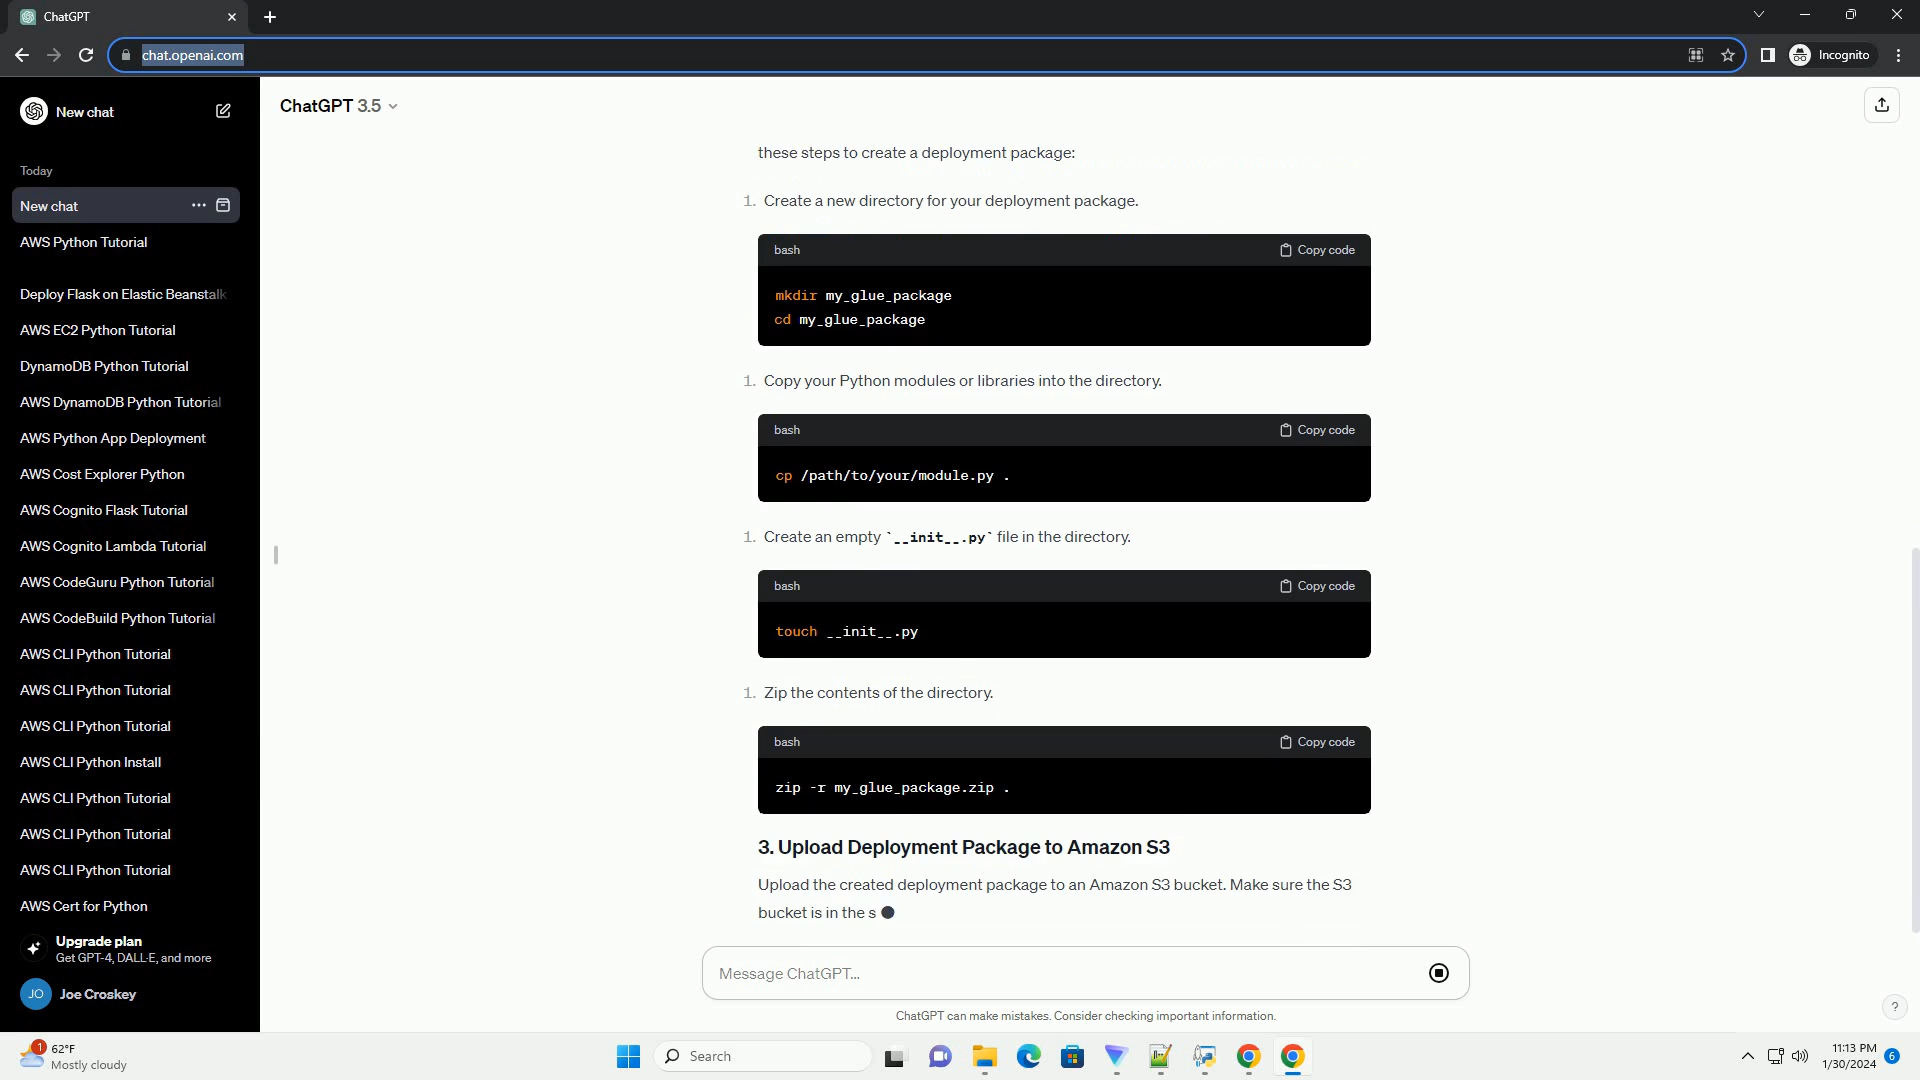 ChatGPT
chat.openai.com
Incognito
New chat
ChatGPT 3.5
Today
New chat
AWS Python Tutorial
Deploy Flask on Elastic Beanstalk
AWS EC2 Python Tutorial
DynamoDB Python Tutorial
AWS DynamoDB Python Tutorial
AWS Python App Deployment
AWS Cost Explorer Python
AWS Cognito Flask Tutorial
AWS Cognito Lambda Tutorial
AWS CodeGuru Python Tutorial
AWS CodeBuild Python Tutorial
AWS CLI Python Tutorial
AWS CLI Python Tutorial
AWS CLI Python Tutorial
AWS CLI Python Install
AWS CLI Python Tutorial
AWS CLI Python Tutorial
AWS CLI Python Tutorial
AWS Cert for Python
Upgrade plan
Get GPT-4, DALL·E, and more
JO Joe Croskey
these steps to create a deployment package:
1. Create a new directory for your deployment package.
bash Copy code
mkdir my_glue_package
cd my_glue_package
1. Copy your Python modules or libraries into the directory.
bash Copy code
cp /path/to/your/module.py .
1. Create an empty `__init__.py` file in the directory.
bash Copy code
touch __init__.py
1. Zip the contents of the directory.
bash Copy code
zip -r my_glue_package.zip .
3. Upload Deployment Package to Amazon S3
Upload the created deployment package to an Amazon S3 bucket. Make sure the S3
bucket is in the s
Message ChatGPT...
ChatGPT can make mistakes. Consider checking important information.
?
1
62°F
Mostly cloudy
Search
11:13 PM
1/30/2024
6